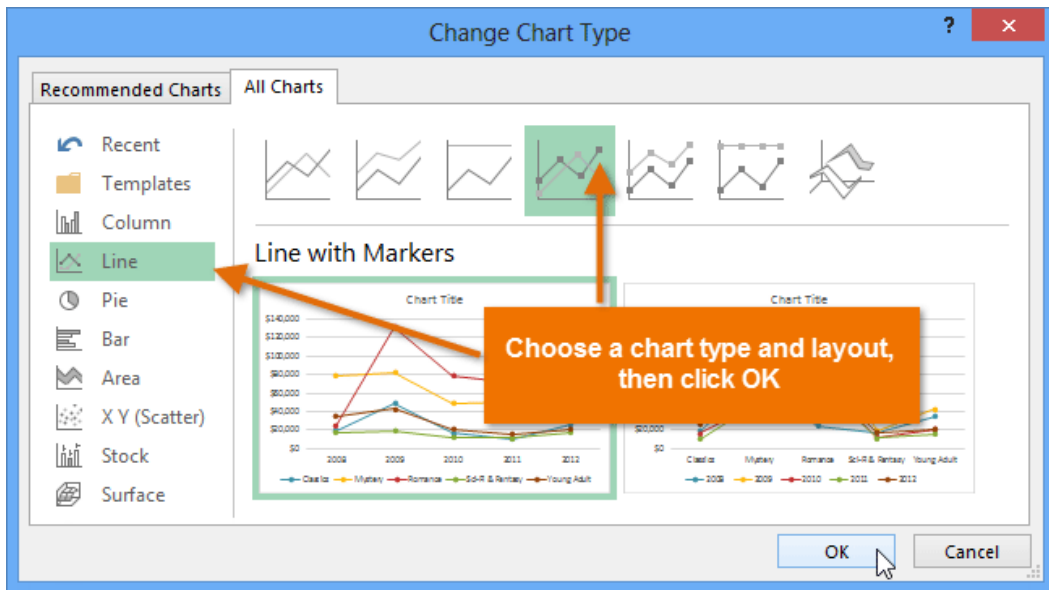 Change Chart Type
?
Recommended Charts
All Charts
Recent
Templates
Column
Line
Pie
Bar
Area
X Y (Scatter)
Stock
Surface
Line with Markers
Chart Title
$140,000
$120,000
$100,000
$80,000
$60,000
$40,000
$20,000
$0
2008 2009 2010 2011 2012
Classics Mystery Romance Sci-Fi & Fantasy Young Adult
Chart Title
$20,000
$0
Classics Mystery Romance Sci-Fi & Fantasy Young Adult
2008 2009 2010 2011 2012
Choose a chart type and layout,
then click OK
OK
Cancel